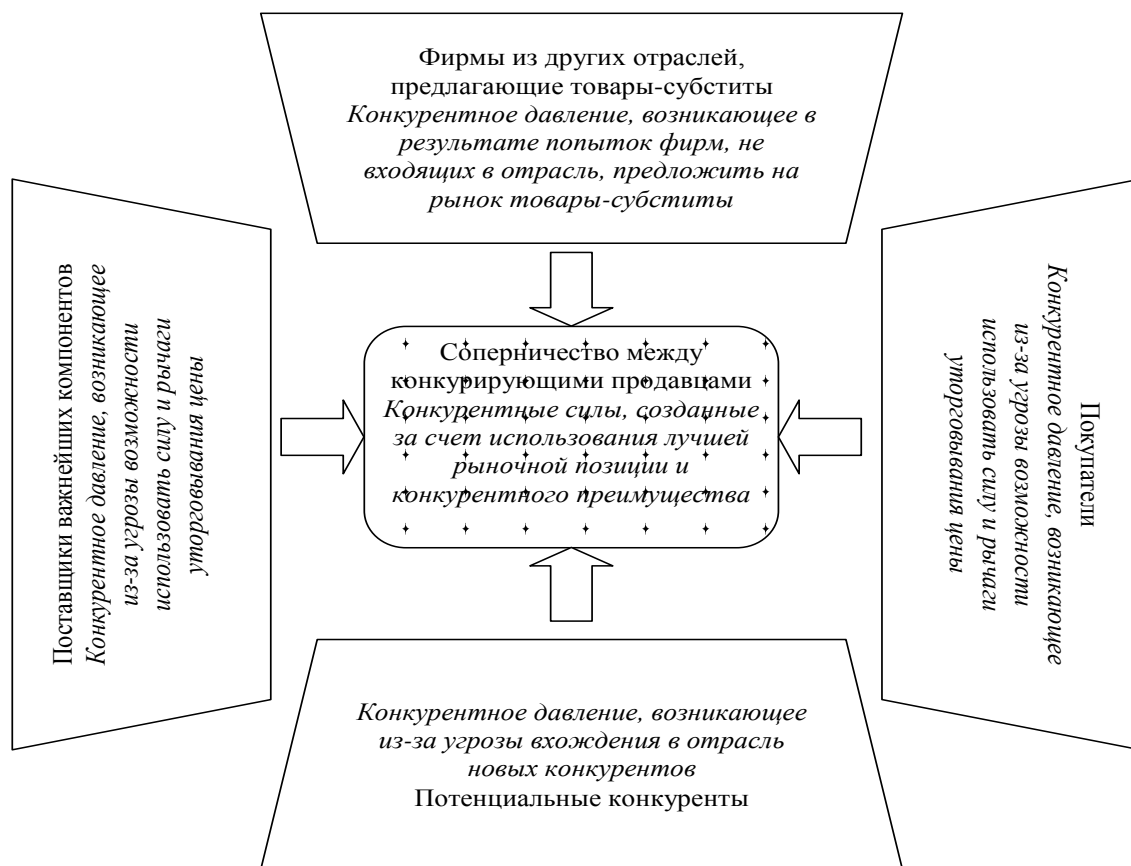 Фирмы из других отраслей,
предлагающие товары-субституты
Конкурентное давление, возникающее в
результате попыток фирм, не
входящих в отрасль, предложить на
рынок товары-субституты
Поставщики важнейших компонентов
Конкурентное давление, возникающее
из-за угрозы возможности
использовать силу и рычаги
уторговывания цены
Соперничество между
конкурирующими продавцами
Конкурентные силы, созданные
за счет использования лучшей
рыночной позиции и
конкурентного преимущества
Покупатели
Конкурентное давление, возникающее
из-за угрозы возможности
использовать силу и рычаги
уторговывания цены
Конкурентное давление, возникающее
из-за угрозы вхождения в отрасль
новых конкурентов
Потенциальные конкуренты